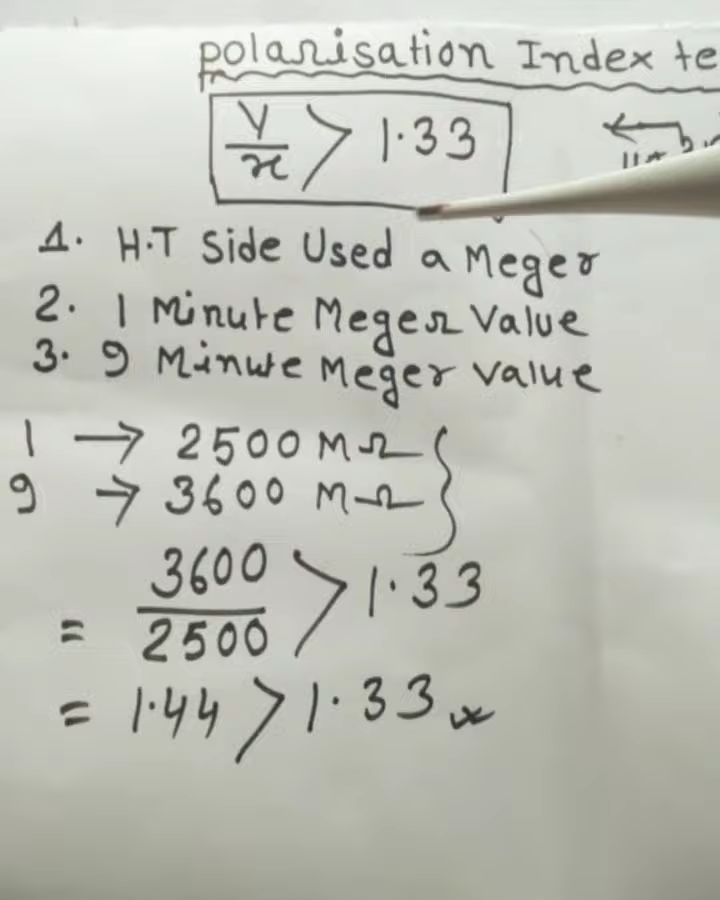 polarisation Index te
y/x > 1.33
1. H.T Side Used a Meger
2. 1 Minute Meger Value
3. 9 Minute Meger value
1 → 2500 MΩ
9 → 3600 MΩ
= 3600/2500 > 1.33
= 1.44 > 1.33